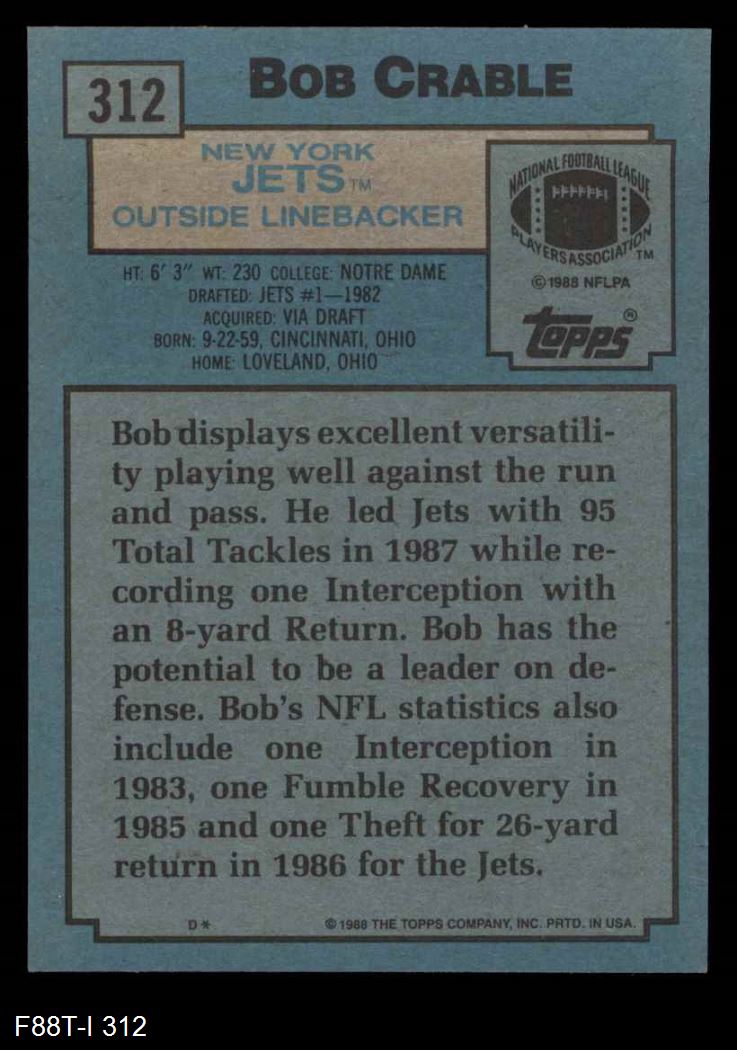 312
BOB CRABLE
NEW YORK
JETS™
OUTSIDE LINEBACKER
NATIONAL FOOTBALL LEAGUE
PLAYERS ASSOCIATION™
©1988 NFLPA
Topps®
HT: 6' 3" WT: 230 COLLEGE: NOTRE DAME
DRAFTED: JETS #1—1982
ACQUIRED: VIA DRAFT
BORN: 9-22-59, CINCINNATI, OHIO
HOME: LOVELAND, OHIO
Bob displays excellent versatili-
ty playing well against the run
and pass. He led Jets with 95
Total Tackles in 1987 while re-
cording one Interception with
an 8-yard Return. Bob has the
potential to be a leader on de-
fense. Bob's NFL statistics also
include one Interception in
1983, one Fumble Recovery in
1985 and one Theft for 26-yard
return in 1986 for the Jets.
D*
©1988 THE TOPPS COMPANY, INC. PRTD. IN USA.
F88T-I 312